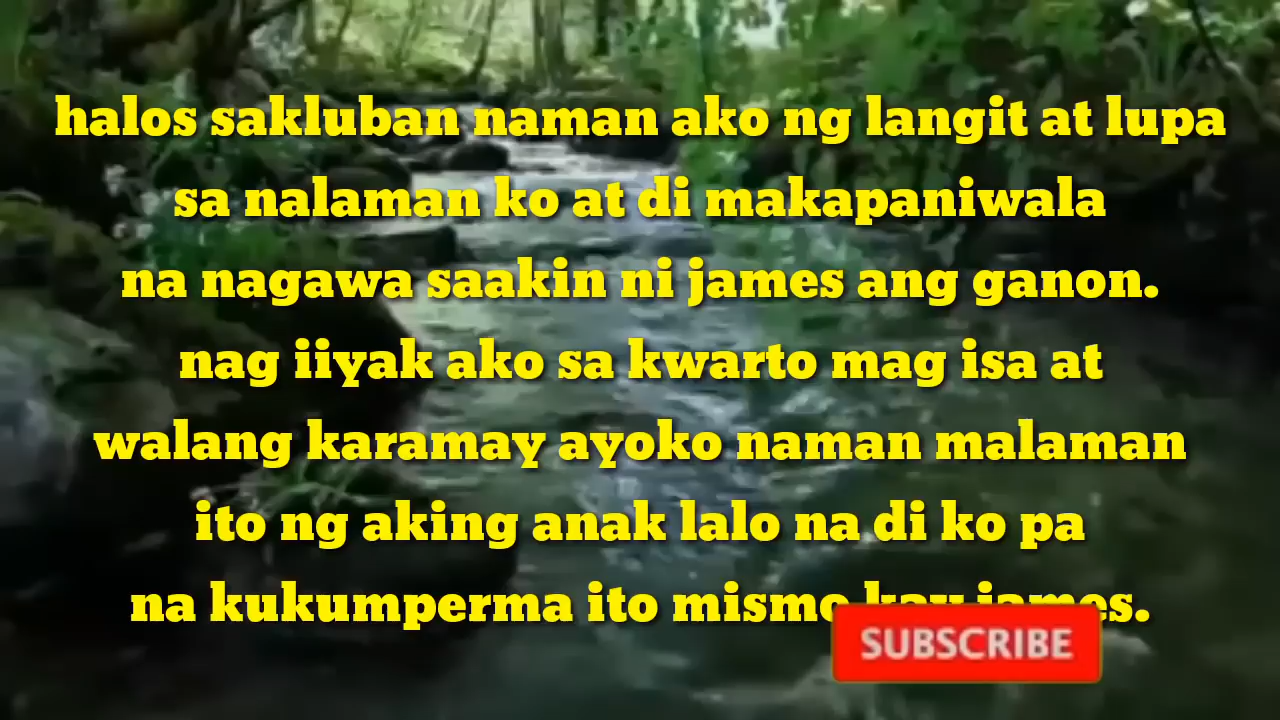 halos sakluban naman ako ng langit at lupa
sa nalaman ko at di makapaniwala
na nagawa saakin ni james ang ganon.
nag iiyak ako sa kwarto mag isa at
walang karamay ayoko naman malaman
ito ng aking anak lalo na di ko pa
na kukumperma ito mismo kay james.
SUBSCRIBE